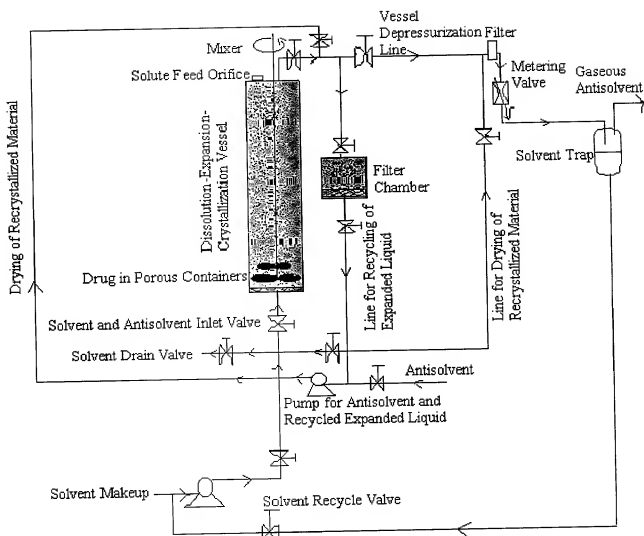 Vessel
Depressurization Filter
Line
Mixer
Metering
Valve
Gaseous
Antisolvent
Solute Feed Orifice
Solvent Trap
Filter
Chamber
Drying of Recrystallized Material
Dissolution-Expansion-
Crystallization Vessel
Line for Recycling of
Expanded Liquid
Line for Drying of
Recrystallized Material
Drug in Porous Containers
Solvent and Antisolvent Inlet Valve
Solvent Drain Valve
Antisolvent
Pump for Antisolvent and
Recycled Expanded Liquid
Solvent Makeup
Solvent Recycle Valve